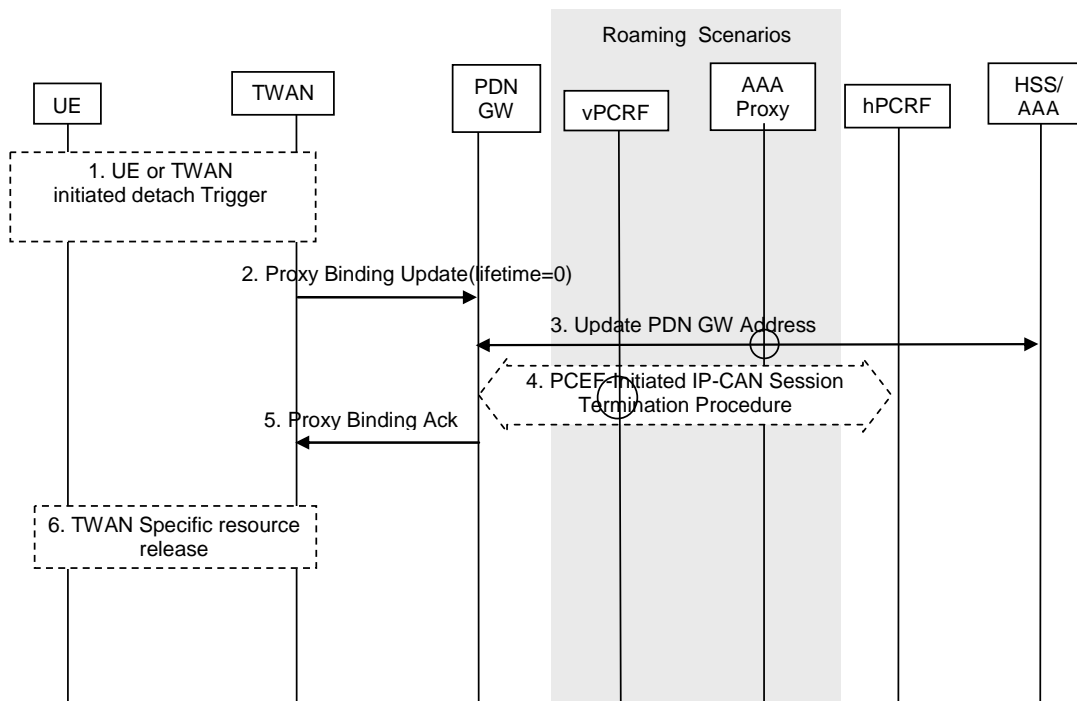 Roaming Scenarios
UE
TWAN
PDN
GW
vPCRF
AAA
Proxy
hPCRF
HSS/
AAA
1. UE or TWAN
initiated detach Trigger
2. Proxy Binding Update(lifetime=0)
3. Update PDN GW Address
4. PCEF-Initiated IP-CAN Session
Termination Procedure
5. Proxy Binding Ack
6. TWAN Specific resource
release